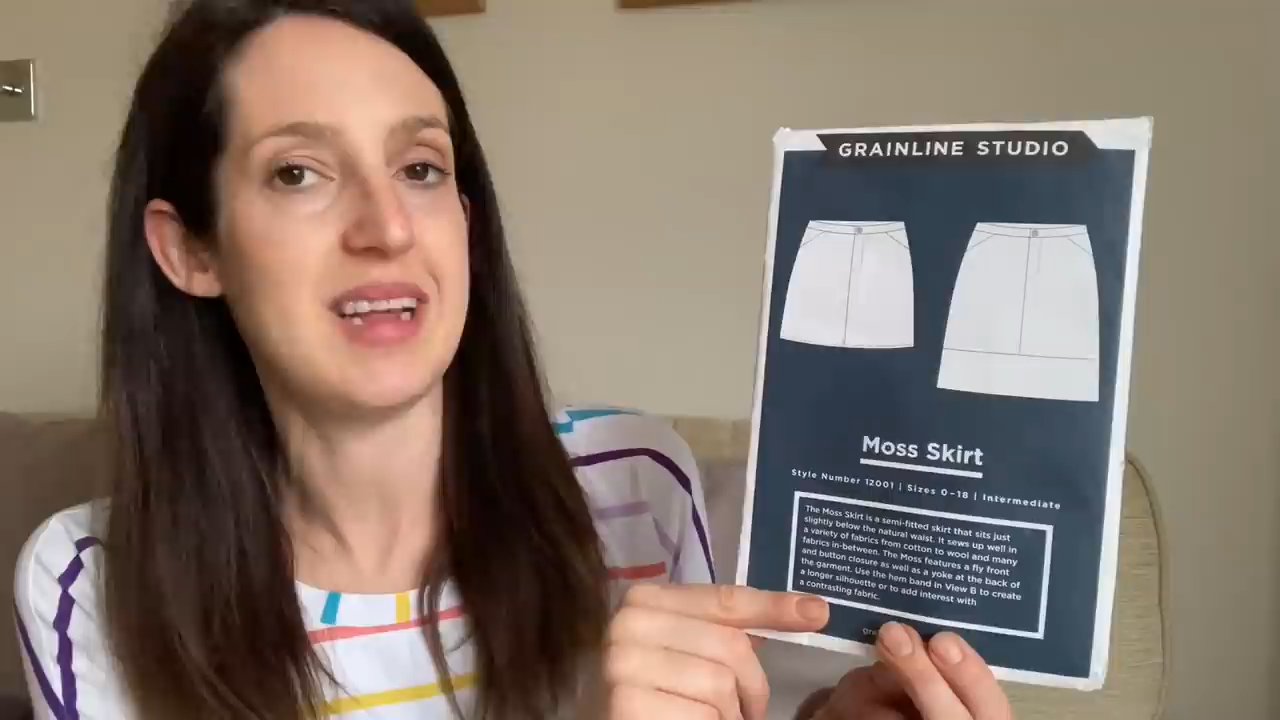 GRAINLINE STUDIO
Moss Skirt
Style Number 12001 | Sizes 0-18 | Intermediate
The Moss Skirt is a semi-fitted skirt that sits just
slightly below the natural waist. It sews up well in
a variety of fabrics from cotton to wool and many
fabrics in-between. The Moss features a fly front
and button closure as well as a yoke at the back of
the garment. Use the hem band in View B to create
a longer silhouette or to add interest with
a contrasting fabric.